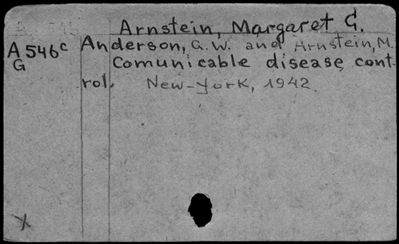 Arnstein, Margaret G.
A546c Anderson, G.W. and Arnstein, M.
G Comunicable disease cont-
rol. New-York, 1942.
X